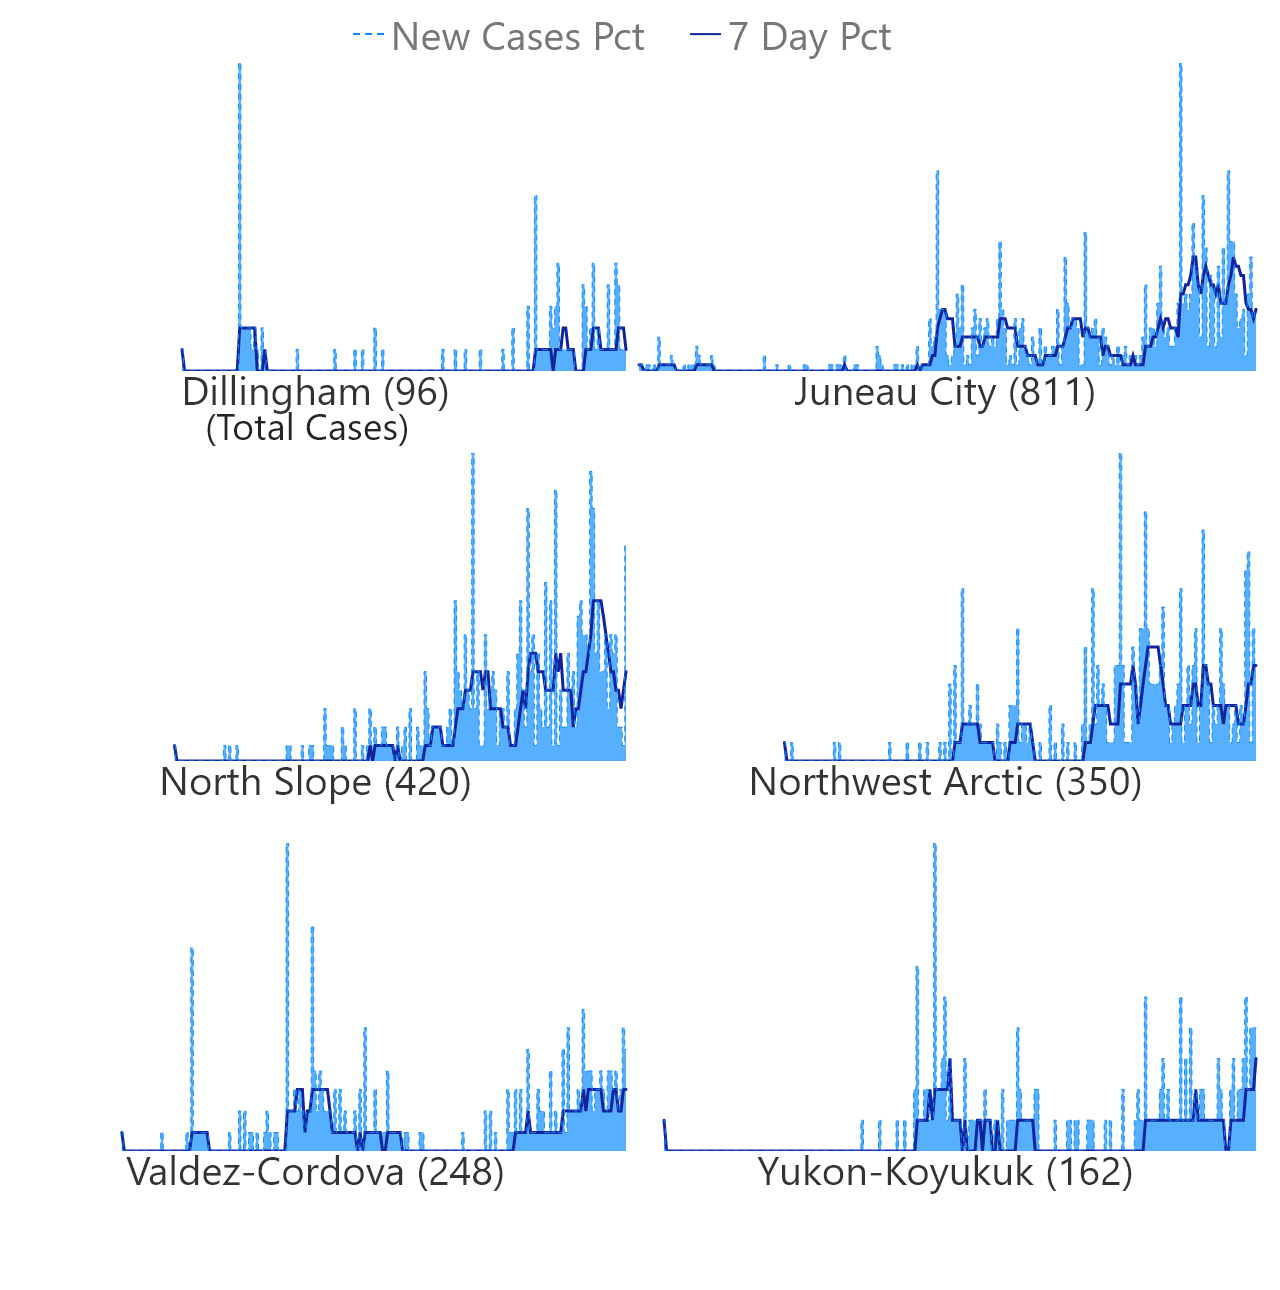 New Cases Pct 7 Day Pct
Dillingham (96) Juneau City (811)
(Total Cases)
North Slope (420) Northwest Arctic (350)
Valdez-Cordova (248) Yukon-Koyukuk (162)